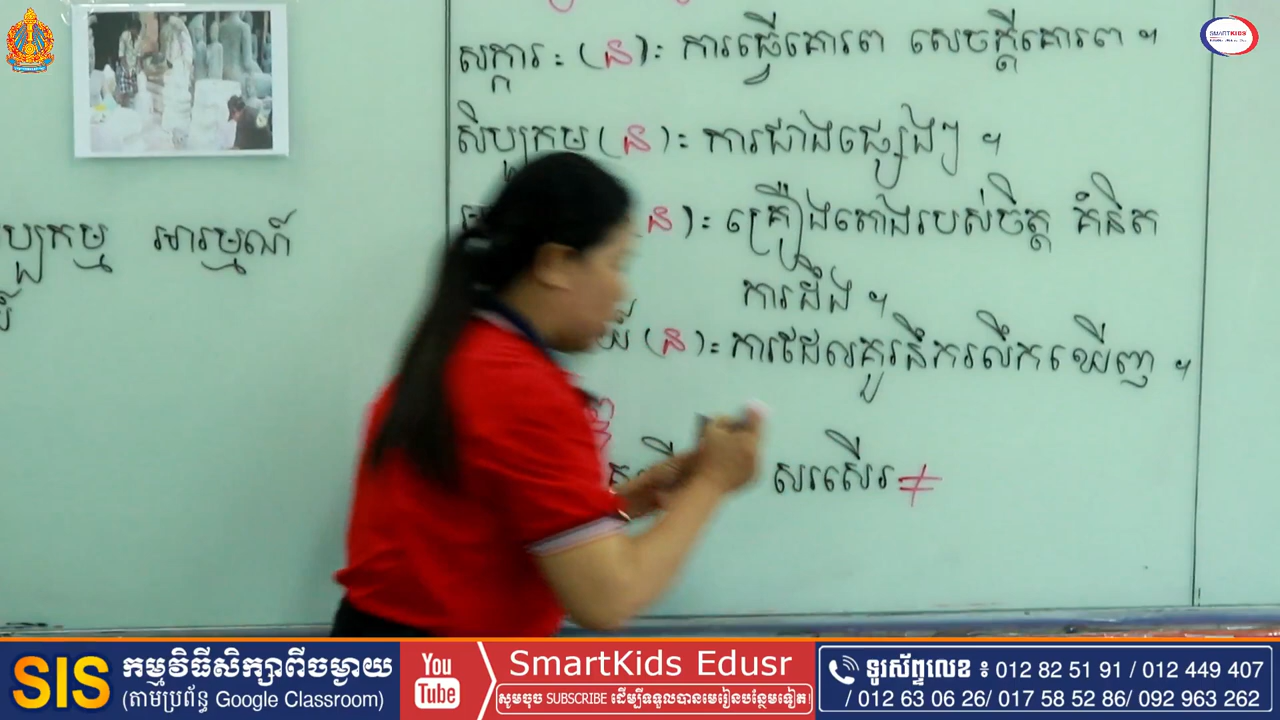 SMARTKIDS
សក្ការ : (ន): ការធ្វើគោរព សេចក្ដីគោរព ។
សិប្បកម្ម (ន): ការជាងផ្សេងៗ ។
(ន): គ្រឿងតោងរបស់ចិត្ត គំនិត
ការដឹង ។
(ន): ការដែលគួរនឹករលឹកឃើញ ។
សរសើរ ≠
ប្បកម្ម អារម្មណ៍
SIS កម្មវិធីសិក្សាពីចម្ងាយ
(តាមប្រព័ន្ធ Google Classroom)
You Tube
SmartKids Edusr
សូមចុច SUBSCRIBE ដើម្បីទទួលបានមេរៀនបន្ថែមទៀត!
ទូរស័ព្ទលេខ ៖ 012 82 51 91 / 012 449 407
/ 012 63 06 26/ 017 58 52 86/ 092 963 262